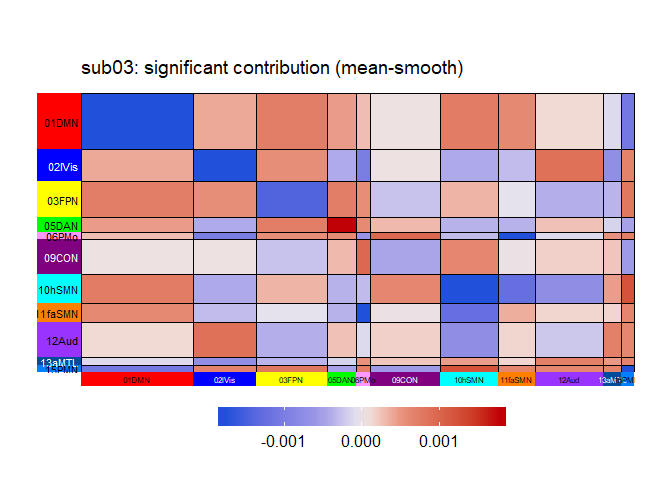 sub03: significant contribution (mean-smooth)
01DMN
02lVis
03FPN
05DAN
06PMo
09CON
10hSMN
11faSMN
12Aud
13aMTL
15PMN
01DMN 02lVis 03FPN 05DAN 06PMo 09CON 10hSMN 11faSMN 12Aud 13aMTL
-0.001 0.000 0.001